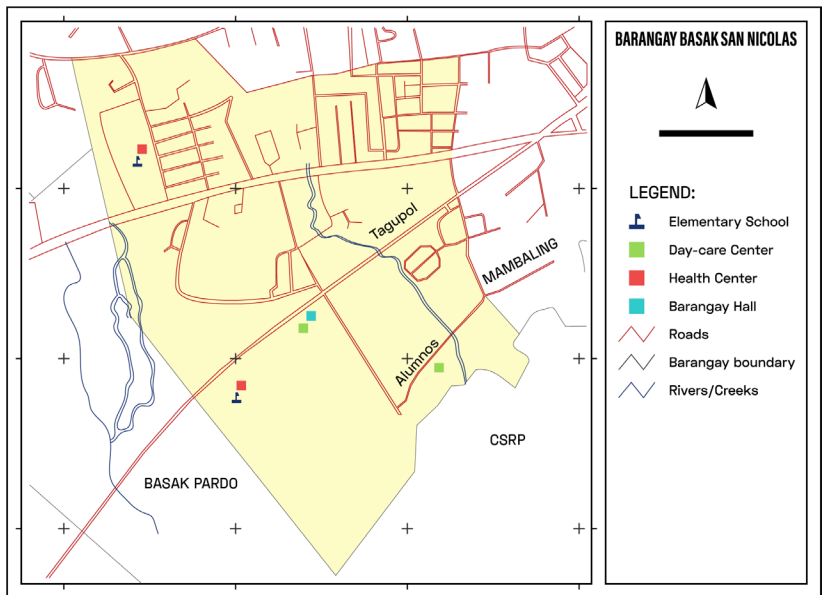 BARANGAY BASAK SAN NICOLAS
LEGEND:
Elementary School
Day-care Center
Health Center
Barangay Hall
Roads
Barangay boundary
Rivers/Creeks
Tagupol
MAMBALING
Alumnos
CSRP
BASAK PARDO